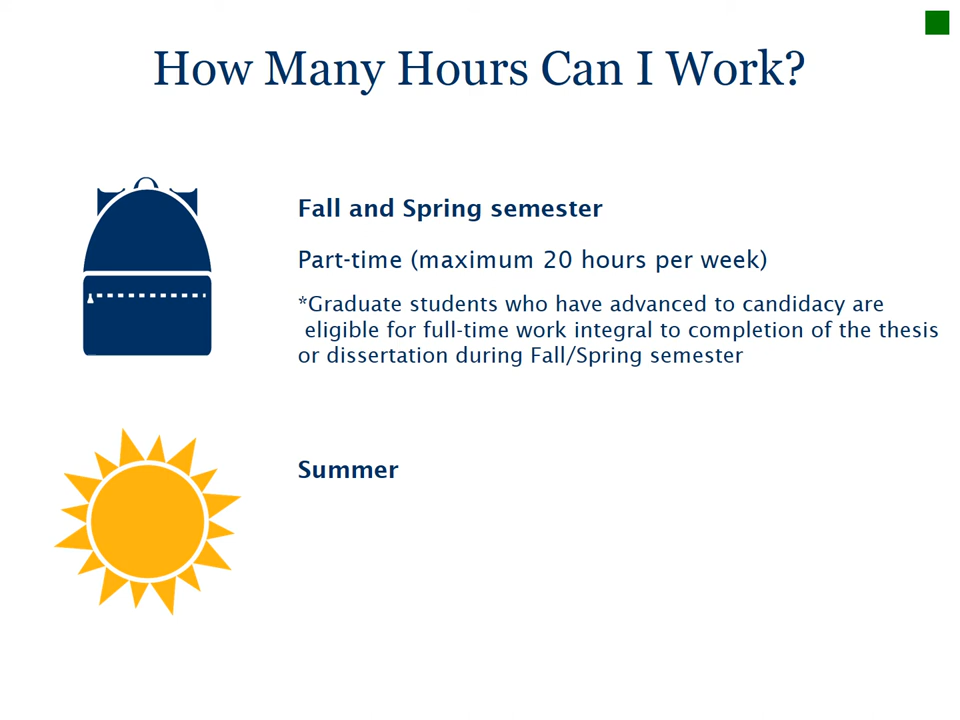 How Many Hours Can I Work?
Fall and Spring semester
Part-time (maximum 20 hours per week)
*Graduate students who have advanced to candidacy are
eligible for full-time work integral to completion of the thesis
or dissertation during Fall/Spring semester
Summer